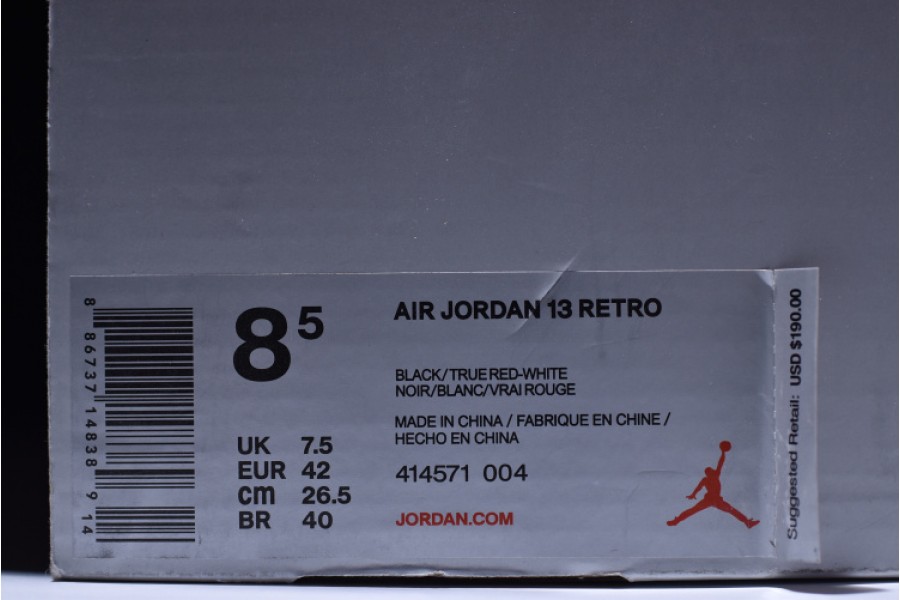 8 86737 14838 9 14
8 5
UK 7.5
EUR 42
cm 26.5
BR 40
AIR JORDAN 13 RETRO
BLACK/TRUE RED-WHITE
NOIR/BLANC/VRAI ROUGE
MADE IN CHINA / FABRIQUE EN CHINE /
HECHO EN CHINA
414571 004
JORDAN.COM
Suggested Retail: USD $190.00